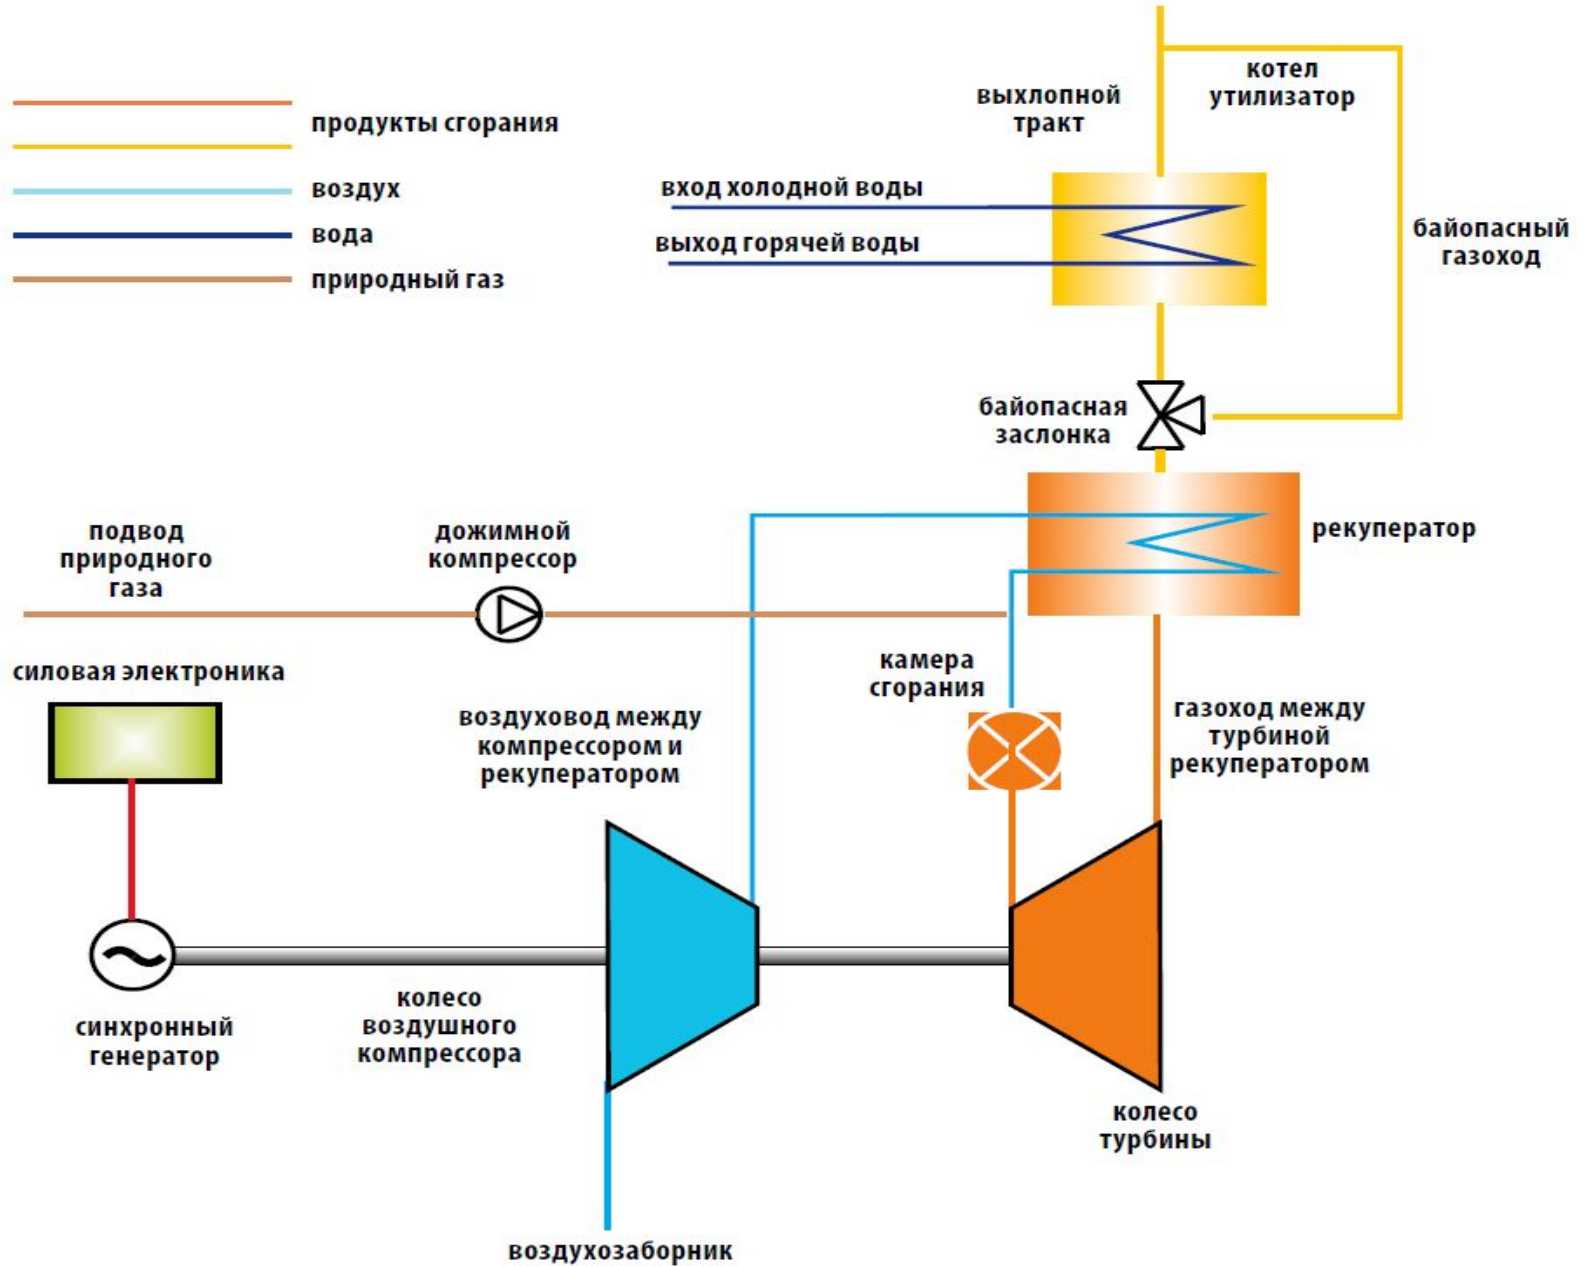 котел
утилизатор
выхлопной
тракт
продукты сгорания
воздух
вход холодной воды
вода
выход горячей воды
байопасный
газоход
природный газ
байопасная
заслонка
подвод
природного
газа
дожимной
компрессор
рекуператор
силовая электроника
камера
сгорания
воздуховод между
компрессором и
рекуператором
газоход между
турбиной
рекуператором
колесо
воздушного
компрессора
синхронный
генератор
колесо
турбины
воздухозаборник